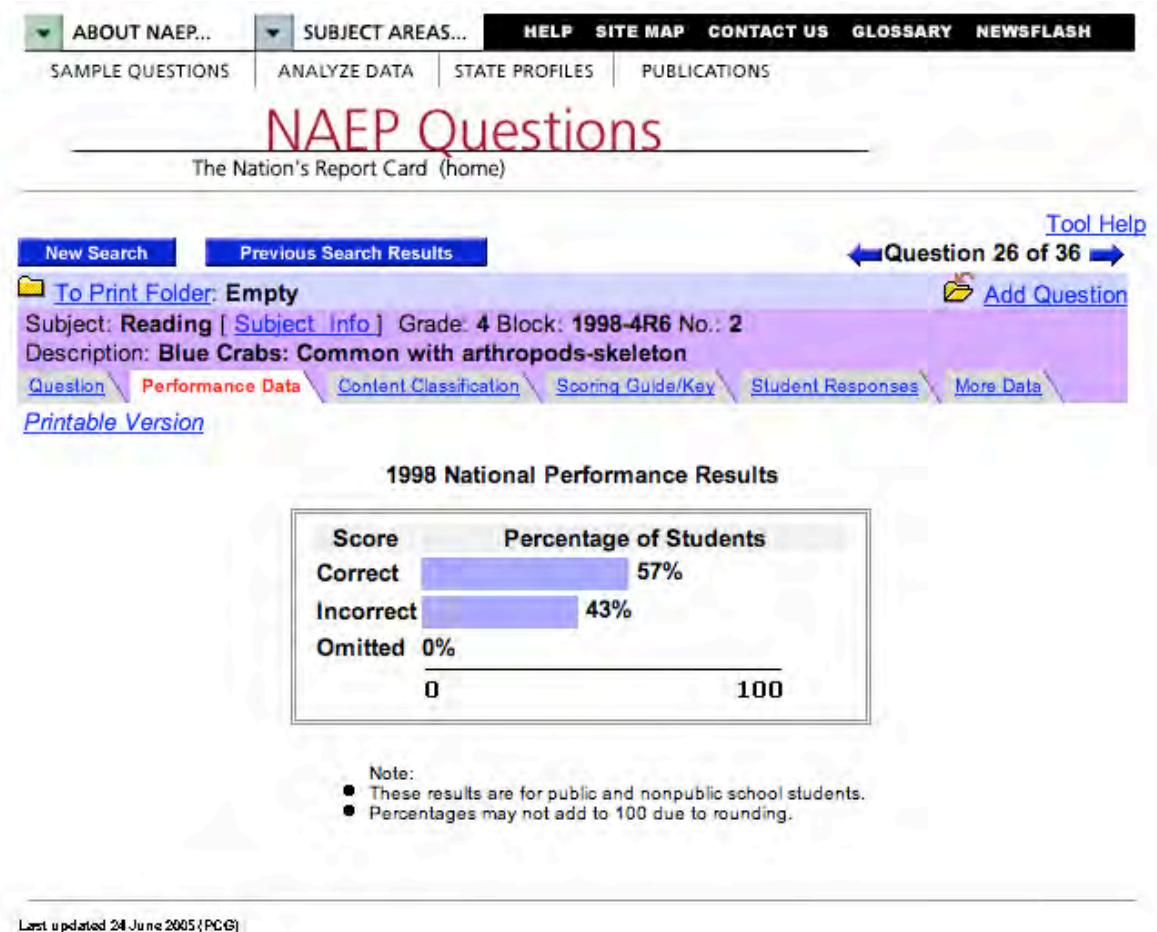 ABOUT NAEP... SUBJECT AREAS... HELP SITE MAP CONTACT US GLOSSARY NEWSFLASH
SAMPLE QUESTIONS ANALYZE DATA STATE PROFILES PUBLICATIONS
NAEP Questions
The Nation's Report Card (home)
Tool Help
New Search Previous Search Results Question 26 of 36
To Print Folder: Empty Add Question
Subject: Reading [ Subject Info ] Grade: 4 Block: 1998-4R6 No.: 2
Description: Blue Crabs: Common with arthropods-skeleton
Question Performance Data Content Classification Scoring Guide/Key Student Responses More Data
Printable Version
1998 National Performance Results
Score Percentage of Students
Correct 57%
Incorrect 43%
Omitted 0%
0 100
Note:
These results are for public and nonpublic school students.
Percentages may not add to 100 due to rounding.
Last updated 24 June 2005 (PCG)